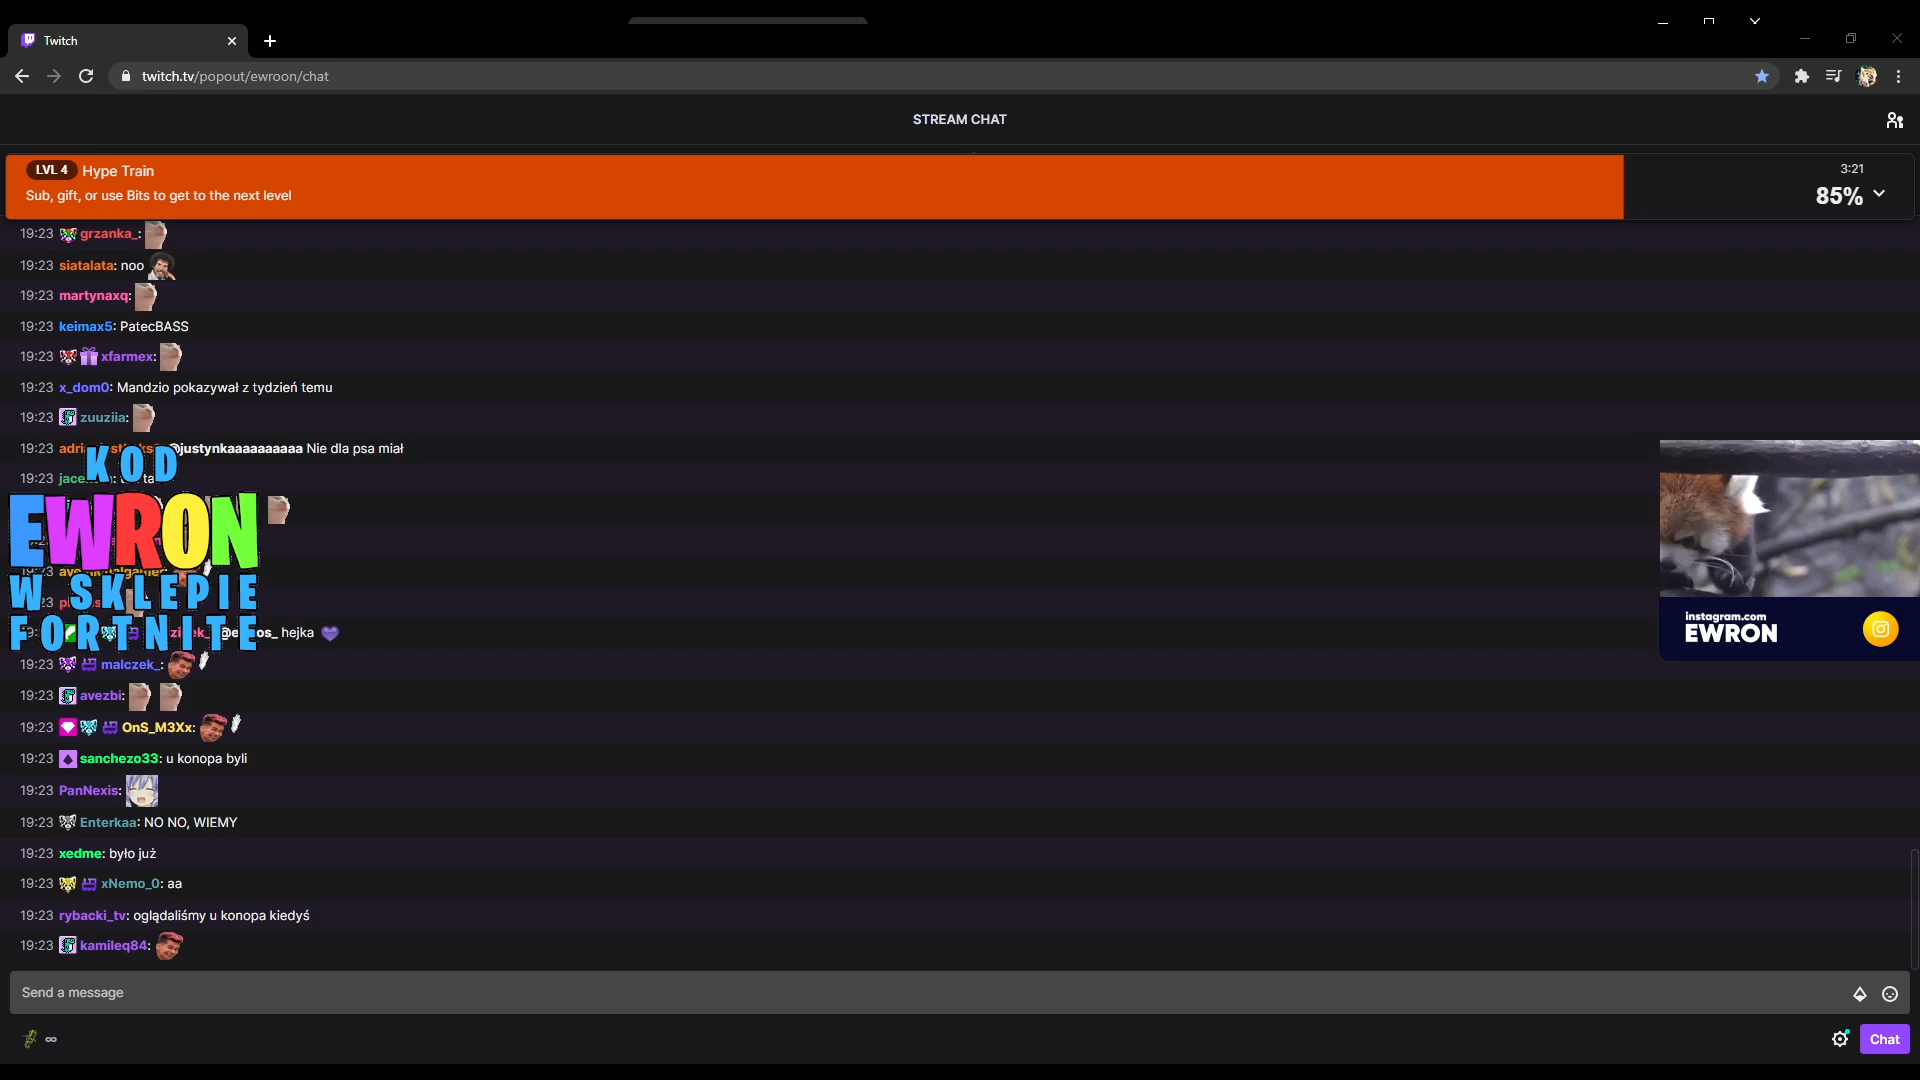 Twitch
twitch.tv/popout/ewroon/chat
STREAM CHAT
LVL 4 Hype Train
Sub, gift, or use Bits to get to the next level
3:21
85%
19:23 grzanka_:
19:23 siatalata: noo
19:23 martynaxq:
19:23 keimax5: PatecBASS
19:23 xfarmex:
19:23 x_dom0: Mandzio pokazywał z tydzień temu
19:23 zuuziia:
19:23 @justynkaaaaaaaaaa Nie dla psa miał
19:23
KOD
EWRON
W SKLEPIE
FORTNITE
hejka
19:23 malczek_:
19:23 avezbi:
19:23 OnS_M3Xx:
19:23 sanchezo33: u konopa byli
19:23 PanNexis:
19:23 Enterkaa: NO NO, WIEMY
19:23 xedme: było już
19:23 xNemo_0: aa
19:23 rybacki_tv: oglądaliśmy u konopa kiedyś
19:23 kamileq84:
instagram.com
EWRON
Send a message
∞
Chat